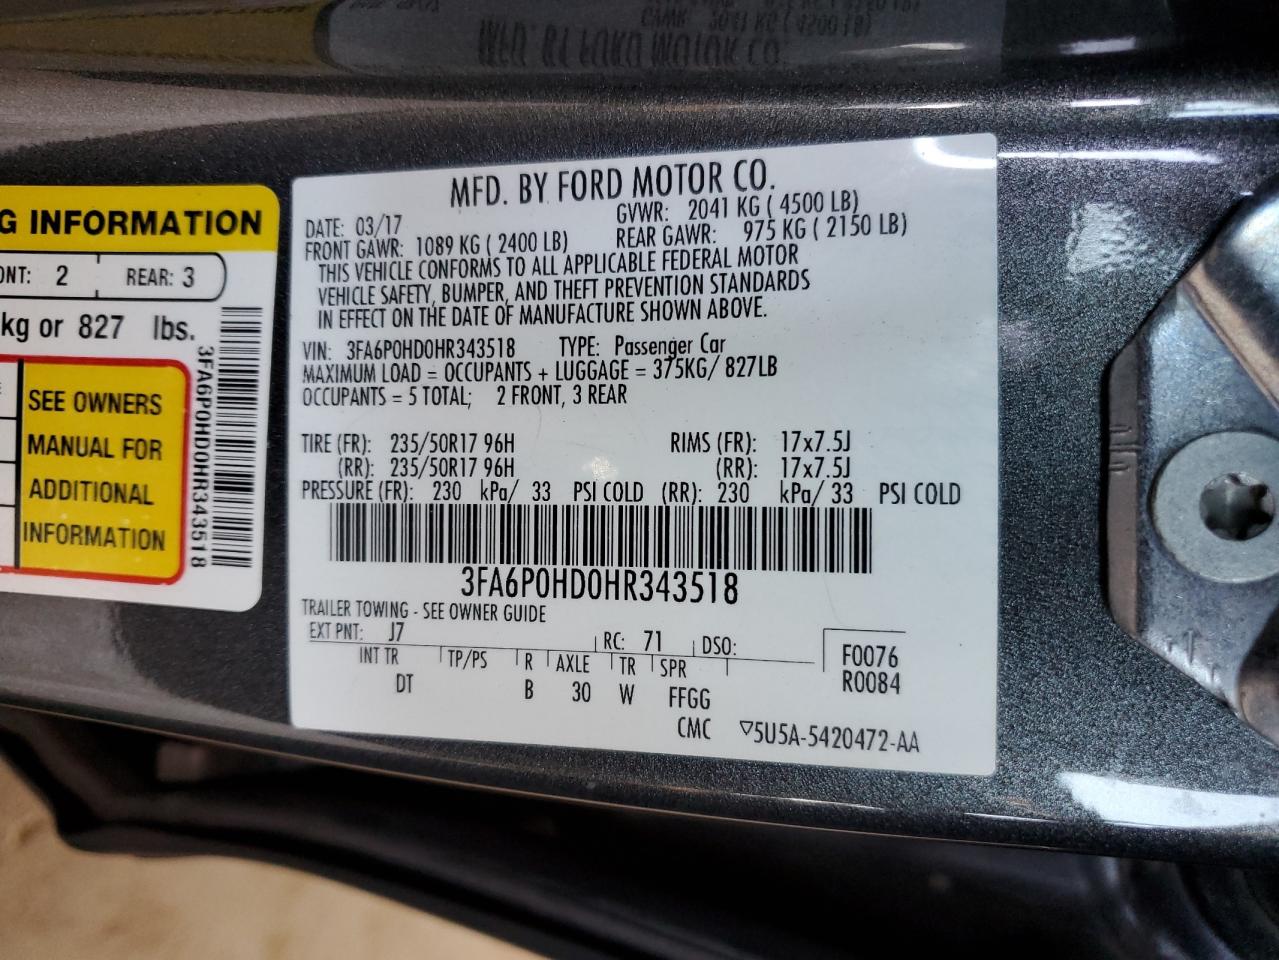 MFD. BY FORD MOTOR CO.
DATE: 03/17 GVWR: 2041 KG ( 4500 LB)
FRONT GAWR: 1089 KG ( 2400 LB) REAR GAWR: 975 KG ( 2150 LB)
THIS VEHICLE CONFORMS TO ALL APPLICABLE FEDERAL MOTOR
VEHICLE SAFETY, BUMPER, AND THEFT PREVENTION STANDARDS
IN EFFECT ON THE DATE OF MANUFACTURE SHOWN ABOVE.
VIN: 3FA6P0HD0HR343518 TYPE: Passenger Car
MAXIMUM LOAD = OCCUPANTS + LUGGAGE = 375KG/ 827LB
OCCUPANTS = 5 TOTAL; 2 FRONT, 3 REAR
TIRE (FR): 235/50R17 96H RIMS (FR): 17x7.5J
(RR): 235/50R17 96H (RR): 17x7.5J
PRESSURE (FR): 230 kPa/ 33 PSI COLD (RR): 230 kPa/ 33 PSI COLD
3FA6P0HD0HR343518
TRAILER TOWING - SEE OWNER GUIDE
EXT PNT: J7 RC: 71 DSO:
INT TR TP/PS R AXLE TR SPR
DT B 30 W FFGG
F0076
R0084
CMC ▽5U5A-5420472-AA
G INFORMATION
ONT: 2 REAR: 3
kg or 827 lbs.
SEE OWNERS
MANUAL FOR
ADDITIONAL
INFORMATION
3FA6P0HD0HR343518